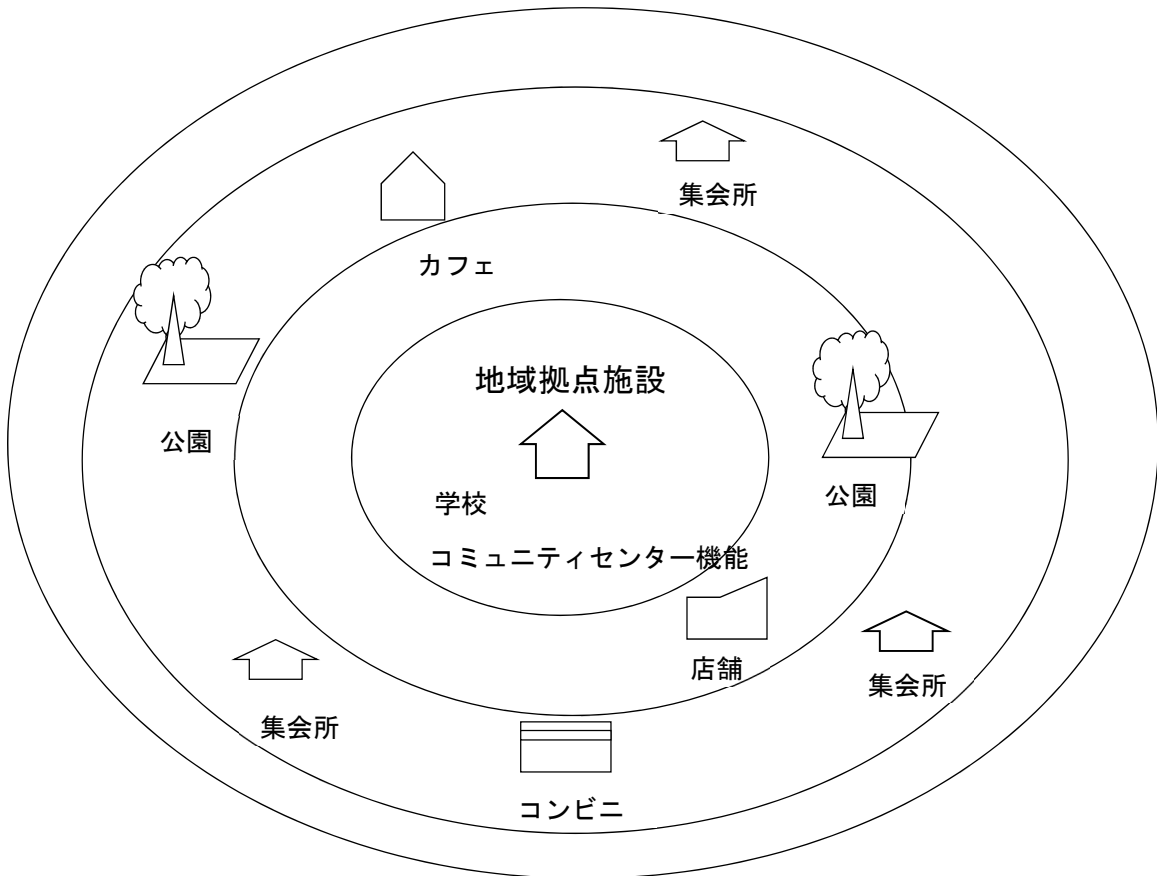 集会所
カフェ
地域拠点施設
公園
公園
学校
コミュニティセンター機能
店舗
集会所
集会所
コンビニ